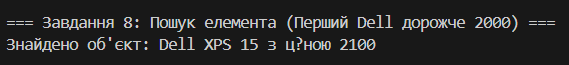 === Завдання 8: Пошук елемента (Перший Dell дорожче 2000) ===
Знайдено об'єкт: Dell XPS 15 з ц?ною 2100